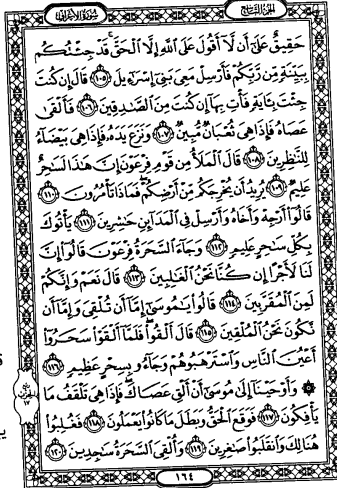 الجزء التاسع
سورة الأعراف
حَقِيقٌ عَلَىٰٓ أَن لَّآ أَقُولَ عَلَى ٱللَّهِ إِلَّا ٱلْحَقَّ ۚ قَدْ جِئْتُكُم
بِبَيِّنَةٍ مِّن رَّبِّكُمْ فَأَرْسِلْ مَعِىَ بَنِىٓ إِسْرَٰٓءِيلَ ١٠٥ قَالَ إِن كُنتَ
جِئْتَ بِـَٔايَةٍ فَأْتِ بِهَآ إِن كُنتَ مِنَ ٱلصَّـٰدِقِينَ ١٠٦ فَأَلْقَىٰ
عَصَاهُ فَإِذَا هِىَ ثُعْبَانٌ مُّبِينٌ ١٠٧ وَنَزَعَ يَدَهُۥ فَإِذَا هِىَ بَيْضَآءُ
لِلنَّـٰظِرِينَ ١٠٨ قَالَ ٱلْمَلَأُ مِن قَوْمِ فِرْعَوْنَ إِنَّ هَـٰذَا لَسَـٰحِرٌ
عَلِيمٌ ١٠٩ يُرِيدُ أَن يُخْرِجَكُم مِّنْ أَرْضِكُمْ ۖ فَمَاذَا تَأْمُرُونَ ١١٠
قَالُوٓا۟ أَرْجِهْ وَأَخَاهُ وَأَرْسِلْ فِى ٱلْمَدَآئِنِ حَـٰشِرِينَ ١١١ يَأْتُوكَ
بِكُلِّ سَـٰحِرٍ عَلِيمٍ ١١٢ وَجَآءَ ٱلسَّحَرَةُ فِرْعَوْنَ قَالُوٓا۟ إِنَّ
لَنَا لَأَجْرًا إِن كُنَّا نَحْنُ ٱلْغَـٰلِبِينَ ١١٣ قَالَ نَعَمْ وَإِنَّكُمْ
لَمِنَ ٱلْمُقَرَّبِينَ ١١٤ قَالُوا۟ يَـٰمُوسَىٰٓ إِمَّآ أَن تُلْقِىَ وَإِمَّآ أَن
نَّكُونَ نَحْنُ ٱلْمُلْقِينَ ١١٥ قَالَ أَلْقُوا۟ ۖ فَلَمَّآ أَلْقَوْا۟ سَحَرُوٓا۟
أَعْيُنَ ٱلنَّاسِ وَٱسْتَرْهَبُوهُمْ وَجَآءُو بِسِحْرٍ عَظِيمٍ ١١٦
۞ وَأَوْحَيْنَآ إِلَىٰ مُوسَىٰٓ أَنْ أَلْقِ عَصَاكَ ۖ فَإِذَا هِىَ تَلْقَفُ مَا
يَأْفِكُونَ ١١٧ فَوَقَعَ ٱلْحَقُّ وَبَطَلَ مَا كَانُوا۟ يَعْمَلُونَ ١١٨ فَغُلِبُوا۟
هُنَالِكَ وَٱنقَلَبُوا۟ صَـٰغِرِينَ ١١٩ وَأُلْقِىَ ٱلسَّحَرَةُ سَـٰجِدِينَ ١٢٠
١٦٤